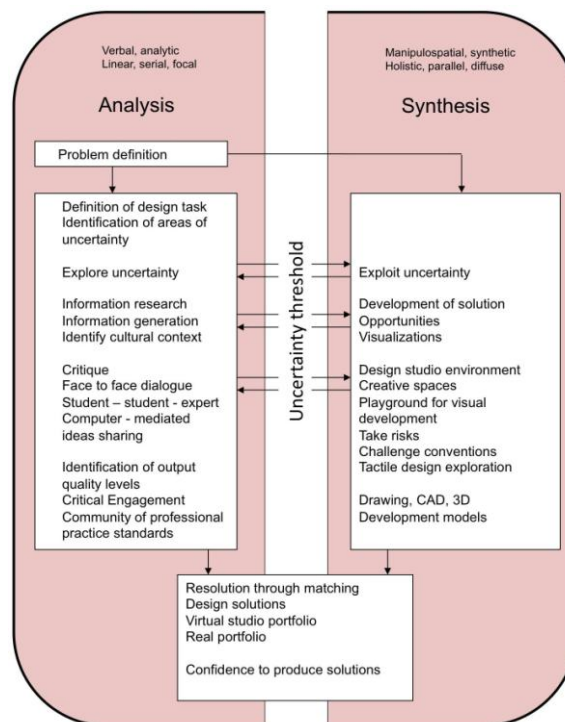 Verbal, analytic
Linear, serial, focal
Analysis
Manipulospatial, synthetic
Holistic, parallel, diffuse
Synthesis
Problem definition
Definition of design task
Identification of areas of
uncertainty
Explore uncertainty
Information research
Information generation
Identify cultural context
Critique
Face to face dialogue
Student – student - expert
Computer - mediated
ideas sharing
Identification of output
quality levels
Critical Engagement
Community of professional
practice standards
Uncertainty threshold
Exploit uncertainty
Development of solution
Opportunities
Visualizations
Design studio environment
Creative spaces
Playground for visual
development
Take risks
Challenge conventions
Tactile design exploration
Drawing, CAD, 3D
Development models
Resolution through matching
Design solutions
Virtual studio portfolio
Real portfolio
Confidence to produce solutions